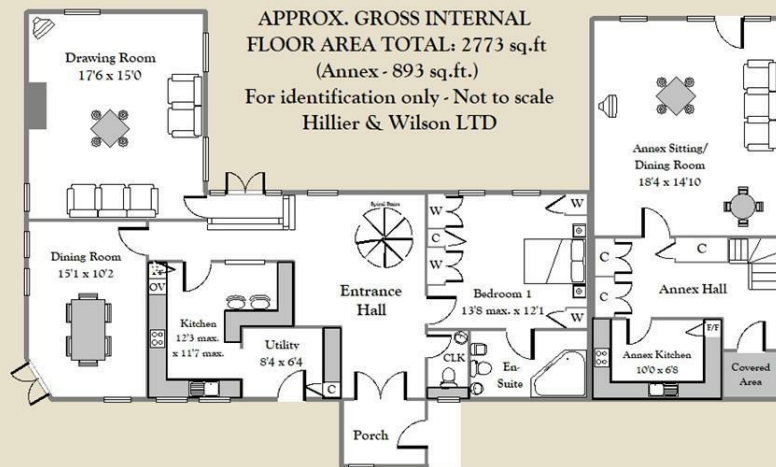 APPROX. GROSS INTERNAL
FLOOR AREA TOTAL: 2773 sq.ft
(Annex - 893 sq.ft.)
For identification only - Not to scale
Hillier & Wilson LTD
Drawing Room
17'6 x 15'0
Annex Sitting/
Dining Room
18'4 x 14'10
Spiral Stairs
W
W
C
W
C
Dining Room
15'1 x 10'2
OV
C
C
Entrance
Hall
Bedroom 1
13'8 max. x 12'1
Annex Hall
W
Kitchen
12'3 max.
x 11'7 max.
Utility
8'4 x 6'4
C
CLK
En-
Suite
F/F
Annex Kitchen
10'0 x 6'8
Covered
Area
Porch